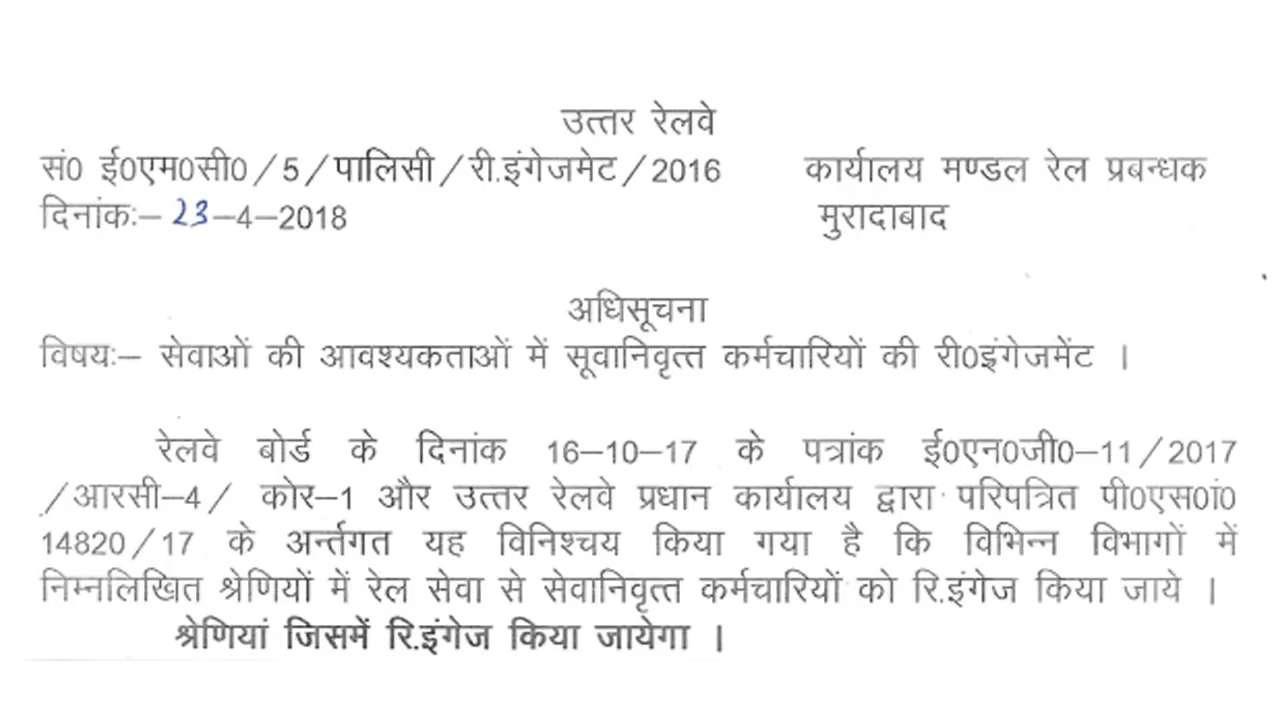 उत्तर रेलवे
सं0 ई0एम0सी0/5/पालिसी/री.इंगेजमेट/2016 कार्यालय मण्डल रेल प्रबन्धक
दिनांकः–23–4–2018 मुरादाबाद
अधिसूचना
विषयः– सेवाओं की आवश्यकताओं में सूवानिवृत्त कर्मचारियों की री0इंगेजमेंट ।
रेलवे बोर्ड के दिनांक 16–10–17 के पत्रांक ई0एन0जी0–11/2017
/आरसी–4/ कोर–1 और उत्तर रेलवे प्रधान कार्यालय द्वारा परिपत्रित पी0एस0ं0
14820/17 के अर्न्तगत यह विनिश्चय किया गया है कि विभिन्न विभागों में
निम्नलिखित श्रेणियों में रेल सेवा से सेवानिवृत्त कर्मचारियों को रि.इंगेज किया जाये ।
श्रेणियां जिसमें रि.इंगेज किया जायेगा ।